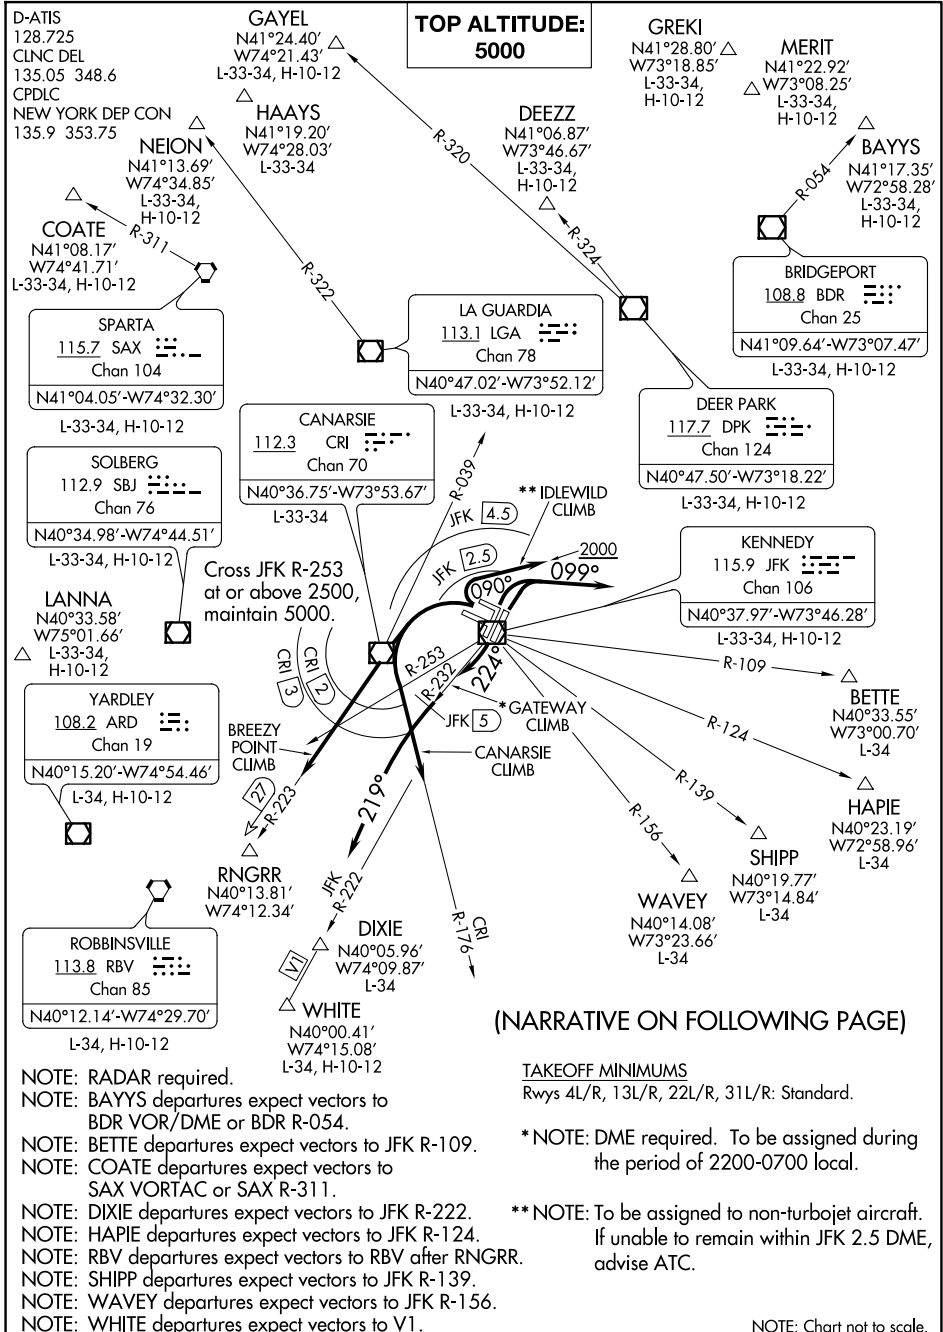 D-ATIS
128.725
CLNC DEL
135.05 348.6
CPDLC
NEW YORK DEP CON
135.9 353.75
TOP ALTITUDE:
5000
GAYEL
N41°24.40′
W74°21.43′
L-33-34, H-10-12
HAAYS
N41°19.20′
W74°28.03′
L-33-34
NEION
N41°13.69′
W74°34.85′
L-33-34,
H-10-12
COATE
N41°08.17′
W74°41.71′
L-33-34, H-10-12
R-311
R-322
R-320
R-324
R-054
DEEZZ
N41°06.87′
W73°46.67′
L-33-34,
H-10-12
GREKI
N41°28.80′
W73°18.85′
L-33-34,
H-10-12
MERIT
N41°22.92′
W73°08.25′
L-33-34,
H-10-12
BAYYS
N41°17.35′
W72°58.28′
L-33-34,
H-10-12
SPARTA
115.7 SAX
Chan 104
N41°04.05′-W74°32.30′
L-33-34, H-10-12
LA GUARDIA
113.1 LGA
Chan 78
N40°47.02′-W73°52.12′
L-33-34, H-10-12
BRIDGEPORT
108.8 BDR
Chan 25
N41°09.64′-W73°07.47′
L-33-34, H-10-12
DEER PARK
117.7 DPK
Chan 124
N40°47.50′-W73°18.22′
L-33-34, H-10-12
CANARSIE
112.3 CRI
Chan 70
N40°36.75′-W73°53.67′
L-33-34
SOLBERG
112.9 SBJ
Chan 76
N40°34.98′-W74°44.51′
L-33-34, H-10-12
KENNEDY
115.9 JFK
Chan 106
N40°37.97′-W73°46.28′
L-33-34, H-10-12
R-039
JFK 4.5
JFK 2.5
** IDLEWILD
CLIMB
2000
090°
099°
Cross JFK R-253
at or above 2500,
maintain 5000.
CRI 3
CRI 2
R-253
R-232
224°
JFK 5
* GATEWAY
CLIMB
CANARSIE
CLIMB
BREEZY
POINT
CLIMB
LANNA
N40°33.58′
W75°01.66′
L-33-34,
H-10-12
YARDLEY
108.2 ARD
Chan 19
N40°15.20′-W74°54.46′
L-34, H-10-12
27
R-223
219°
JFK
R-222
CRI
R-176
R-109
R-124
R-139
R-156
BETTE
N40°33.55′
W73°00.70′
L-34
HAPIE
N40°23.19′
W72°58.96′
L-34
SHIPP
N40°19.77′
W73°14.84′
L-34
WAVEY
N40°14.08′
W73°23.66′
L-34
RNGRR
N40°13.81′
W74°12.34′
DIXIE
N40°05.96′
W74°09.87′
L-34
V1
WHITE
N40°00.41′
W74°15.08′
L-34, H-10-12
ROBBINSVILLE
113.8 RBV
Chan 85
N40°12.14′-W74°29.70′
L-34, H-10-12
(NARRATIVE ON FOLLOWING PAGE)
TAKEOFF MINIMUMS
Rwys 4L/R, 13L/R, 22L/R, 31L/R: Standard.
NOTE: RADAR required.
NOTE: BAYYS departures expect vectors to
BDR VOR/DME or BDR R-054.
NOTE: BETTE departures expect vectors to JFK R-109.
NOTE: COATE departures expect vectors to
SAX VORTAC or SAX R-311.
NOTE: DIXIE departures expect vectors to JFK R-222.
NOTE: HAPIE departures expect vectors to JFK R-124.
NOTE: RBV departures expect vectors to RBV after RNGRR.
NOTE: SHIPP departures expect vectors to JFK R-139.
NOTE: WAVEY departures expect vectors to JFK R-156.
NOTE: WHITE departures expect vectors to V1.
* NOTE: DME required. To be assigned during
the period of 2200-0700 local.
** NOTE: To be assigned to non-turbojet aircraft.
If unable to remain within JFK 2.5 DME,
advise ATC.
NOTE: Chart not to scale.